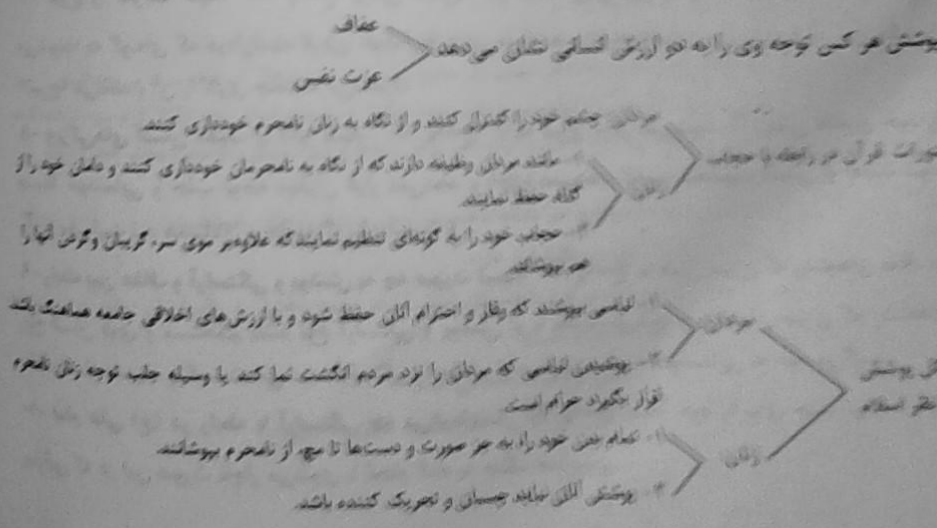 پوشش هر کس توجه وی را به دو ارزش انسانی نشان می‌دهد
عفاف
عزت نفس
قرآن در رابطه با حجاب
مردان
چشم خود را کنترل کنند و از نگاه به زنان نامحرم خودداری کنند.
زنان
مانند مردان وظیفه دارند که از نگاه به نامحرمان خودداری کنند و دامان خود را از
گناه حفظ نمایند.
حجاب خود را به گونه‌ای تنظیم نمایند که علاوه‌بر موی سر، گریبان و گردن آنها را
هم بپوشاند.
پوشش
نظر اسلام
مردان
۱ لباسی بپوشند که وقار و احترام آنان حفظ شود و با ارزش‌های اخلاقی جامعه هماهنگ باشد
۲ پوشیدن لباسی که مردان را نزد مردم انگشت نما کند یا وسیله جلب توجه زنان نامحرم
قرار بگیرد حرام است.
زنان
۱ تمام بدن خود را، به جز صورت و دست‌ها تا مچ، از نامحرم بپوشانند.
۲ پوشش آنان نباید چسبان و تحریک کننده باشد.